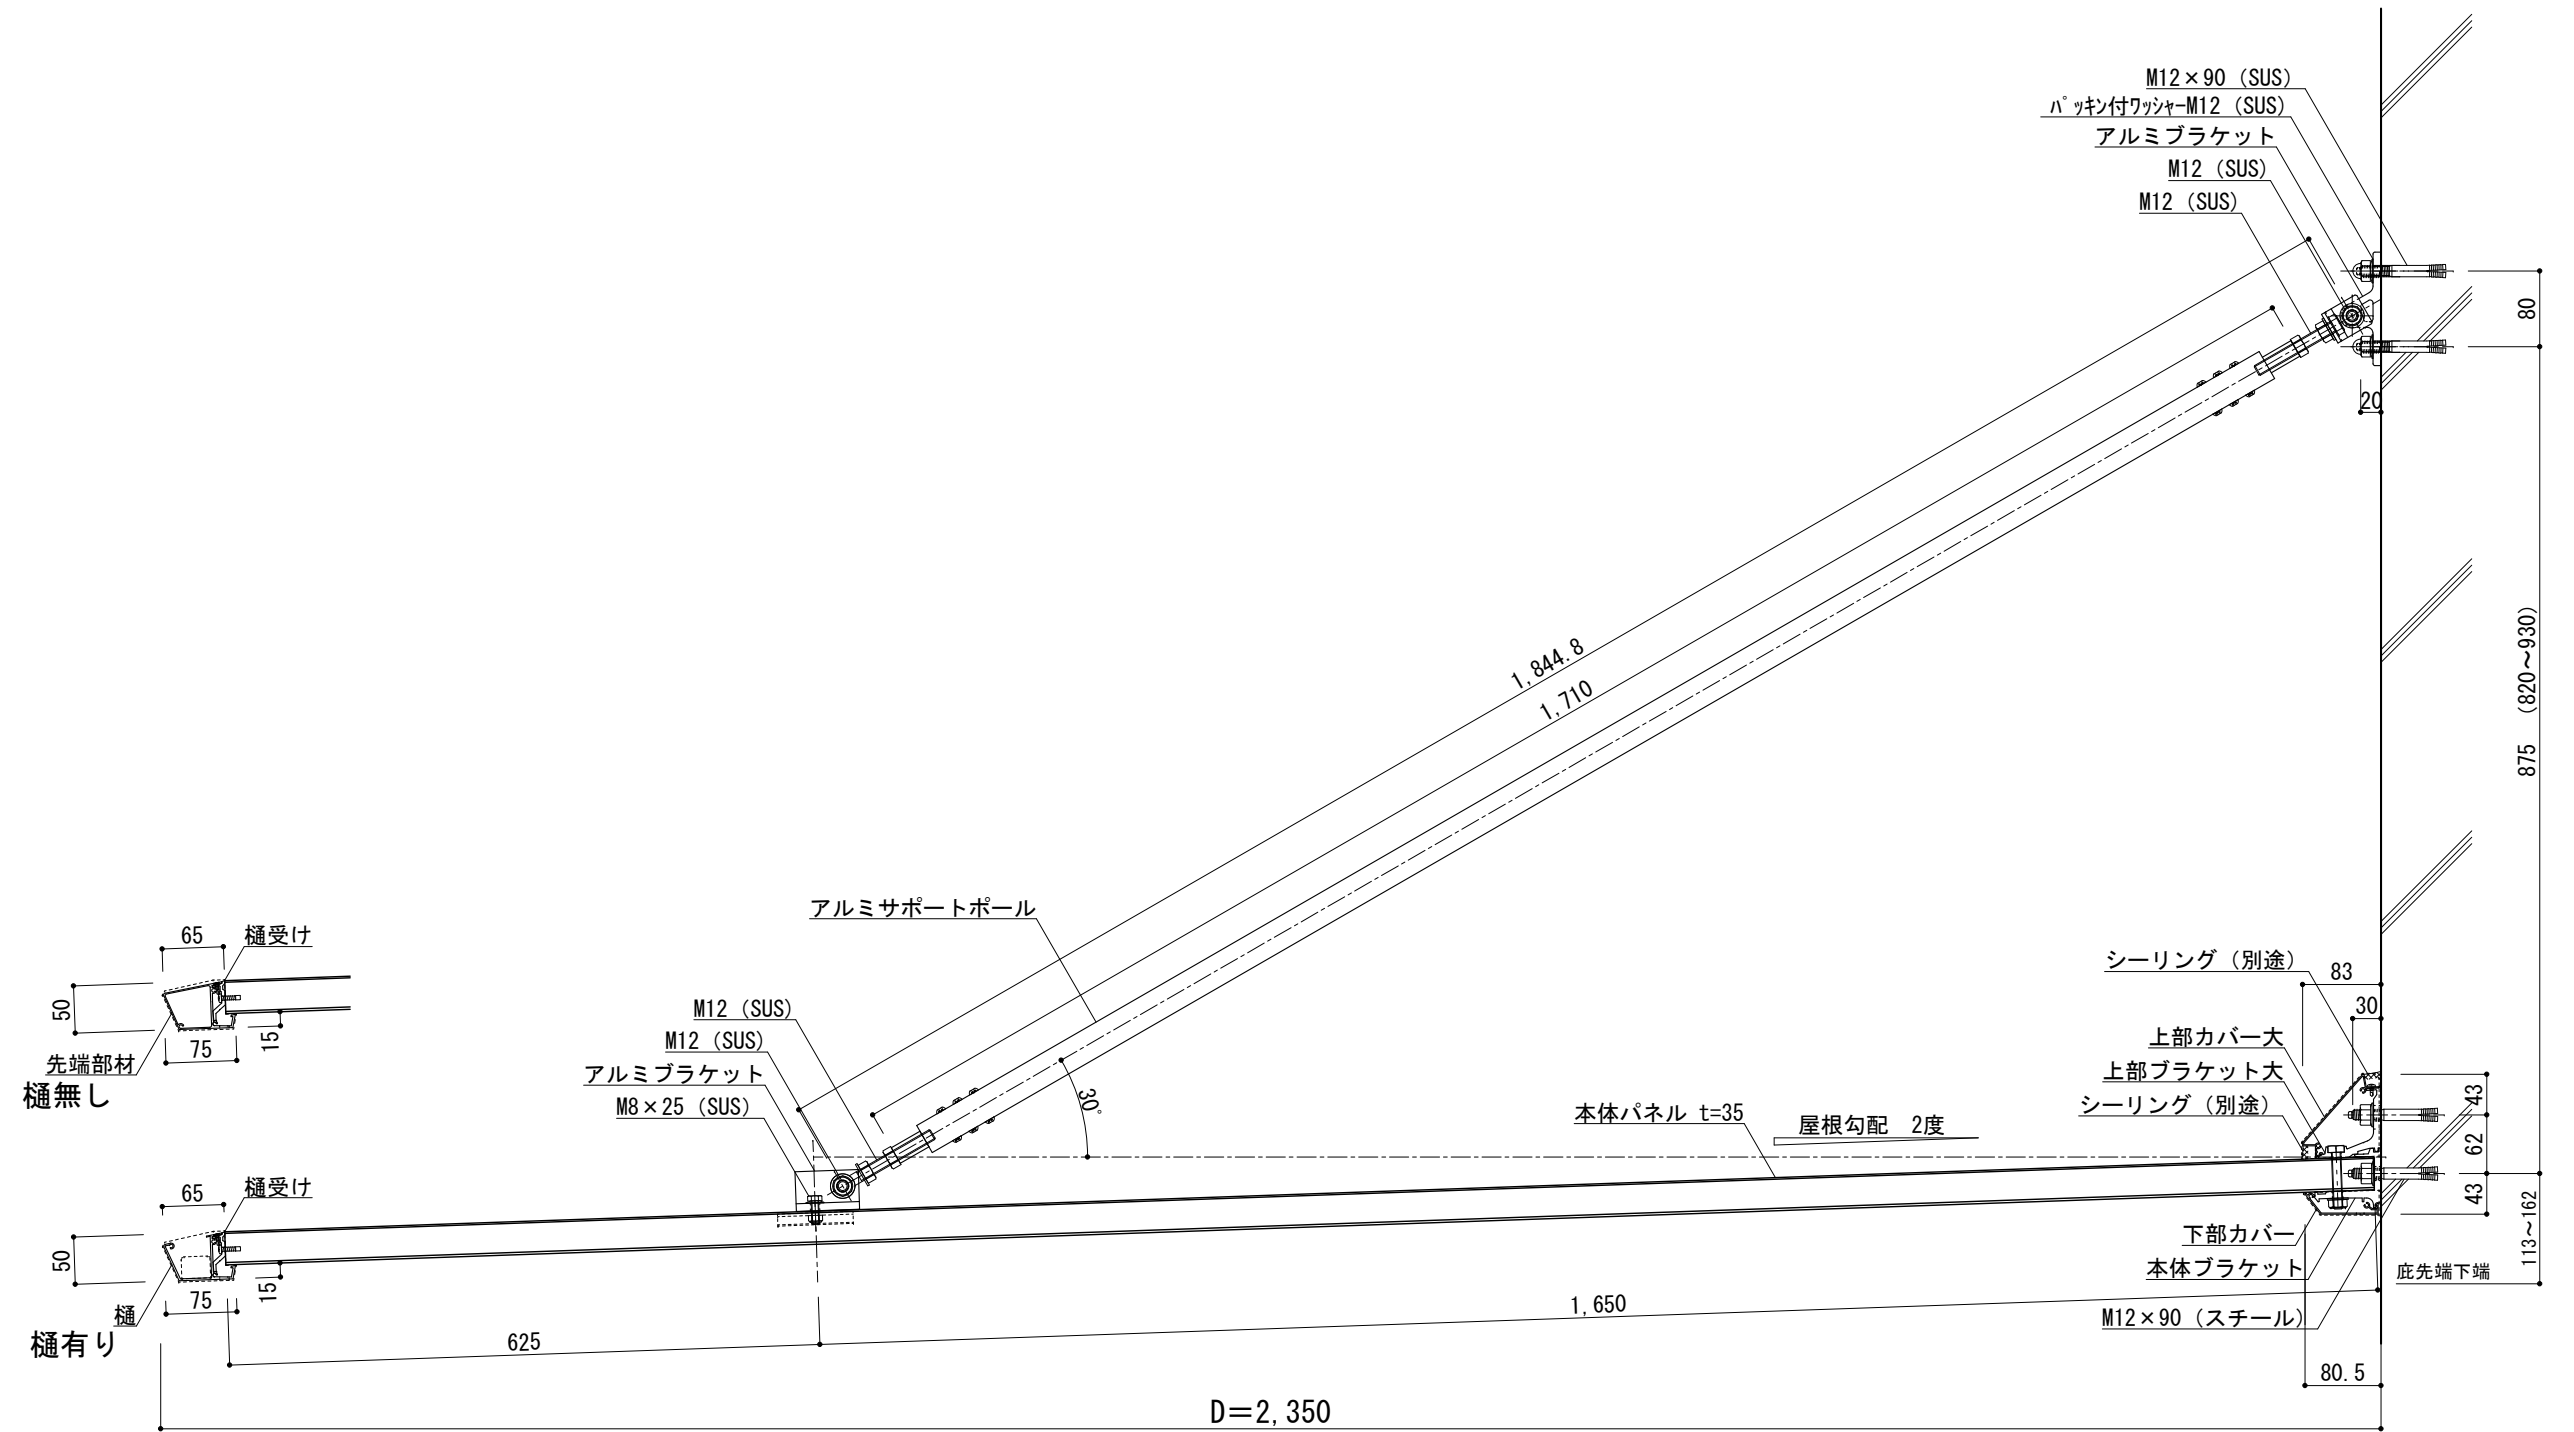 M12×90 (SUS)
ﾊﾟｯｷﾝ付ﾜｯｼｬｰM12 (SUS)
アルミブラケット
M12 (SUS)
M12 (SUS)
80
20
875 (820～930)
1,844.8
1,710
アルミサポートポール
30°
M12 (SUS)
M12 (SUS)
アルミブラケット
M8×25 (SUS)
65
樋受け
50
75
15
先端部材
樋無し
シーリング (別途)
83
30
上部カバー大
上部ブラケット大
シーリング (別途)
本体パネル t=35
屋根勾配 2度
43
62
43
113～162
庇先端下端
下部カバー
本体ブラケット
M12×90 (スチール)
65
樋受け
50
75
15
樋
樋有り
625
1,650
80.5
D＝2,350